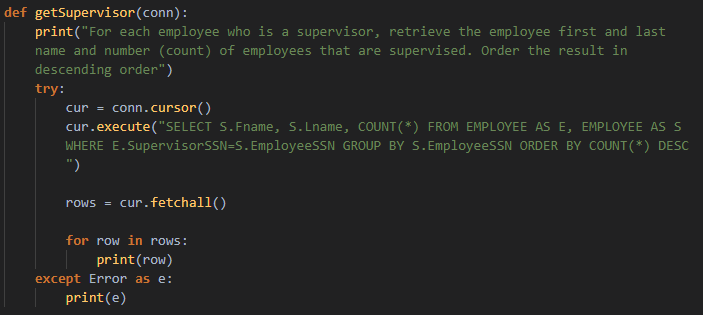 def getSupervisor(conn):
    print("For each employee who is a supervisor, retrieve the employee first and last
    name and number (count) of employees that are supervised. Order the result in
    descending order")
    try:
        cur = conn.cursor()
        cur.execute("SELECT S.Fname, S.Lname, COUNT(*) FROM EMPLOYEE AS E, EMPLOYEE AS S
        WHERE E.SupervisorSSN=S.EmployeeSSN GROUP BY S.EmployeeSSN ORDER BY COUNT(*) DESC
        ")

        rows = cur.fetchall()

        for row in rows:
            print(row)
    except Error as e:
        print(e)